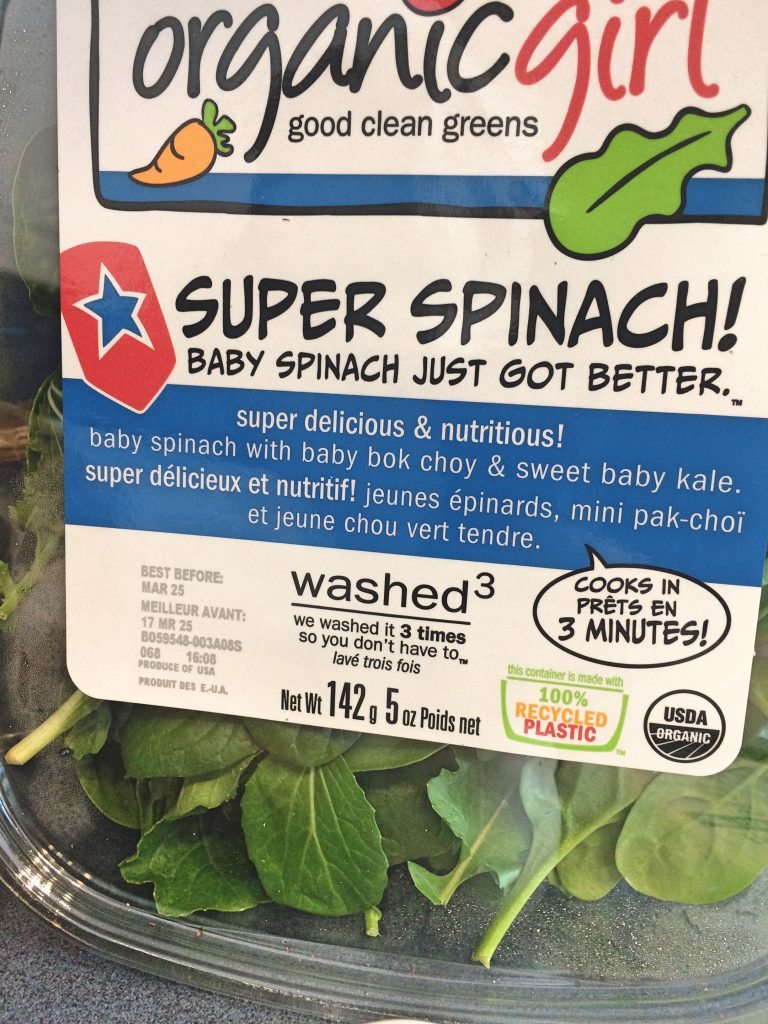 organicgirl
good clean greens
SUPER SPINACH!
BABY SPINACH JUST GOT BETTER.™
super delicious & nutritious!
baby spinach with baby bok choy & sweet baby kale.
super délicieux et nutritif! jeunes épinards, mini pak-choï
et jeune chou vert tendre.
BEST BEFORE:
MAR 25
MEILLEUR AVANT:
17 MR 25
B059548-003A08S
068 16:08
PRODUCE OF USA
PRODUIT DES E.-U.A.
washed³
we washed it 3 times
so you don't have to™
lavé trois fois
Net Wt 142 g 5 oz Poids net
COOKS IN
PRÊTS EN
3 MINUTES!
this container is made with
100%
RECYCLED
PLASTIC™
USDA
ORGANIC